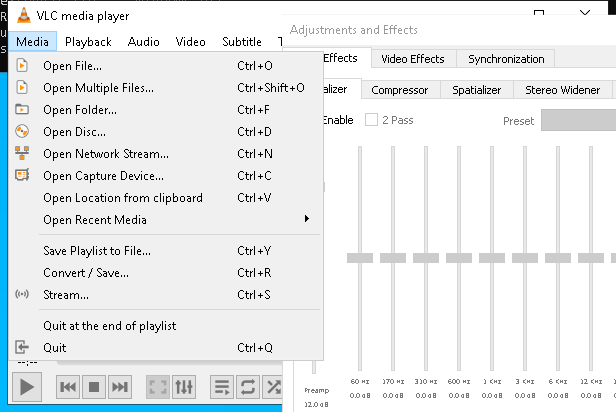 VLC media player
Adjustments and Effects
Media Playback Audio Video Subtitle T
Effects Video Effects Synchronization
Compressor Spatializer Stereo Widener
Enable 2 Pass Preset
Open File... Ctrl+O
Open Multiple Files... Ctrl+Shift+O
Open Folder... Ctrl+F
Open Disc... Ctrl+D
Open Network Stream... Ctrl+N
Open Capture Device... Ctrl+C
Open Location from clipboard Ctrl+V
Open Recent Media
Save Playlist to File... Ctrl+Y
Convert / Save... Ctrl+R
Stream... Ctrl+S
Quit at the end of playlist
Quit Ctrl+Q
--:--
60 Hz 170 Hz 310 Hz 600 Hz 1 KHz 3 KHz 6 KHz 12 KHz
Preamp
0.0 dB 0.0 dB 0.0 dB 0.0 dB 0.0 dB 0.0 dB 0.0 dB 0.0 dB
12.0 dB